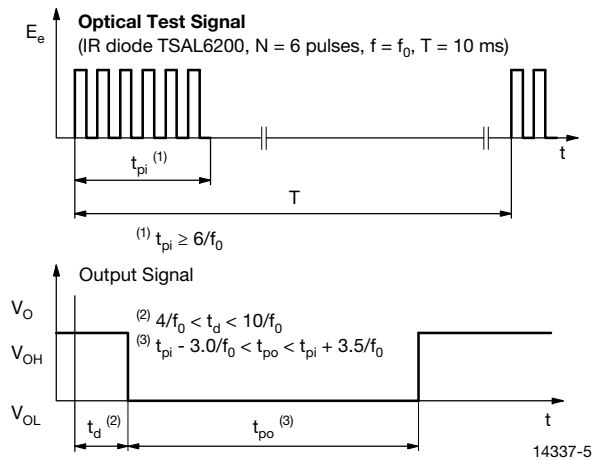 Optical Test Signal
(IR diode TSAL6200, N = 6 pulses, f = f₀, T = 10 ms)
Eₑ
t
tpi (1)
T
(1) tpi ≥ 6/f₀
Output Signal
VO
VOH
VOL
(2) 4/f₀ < td < 10/f₀
(3) tpi - 3.0/f₀ < tpo < tpi + 3.5/f₀
td (2)
tpo (3)
t
14337-5